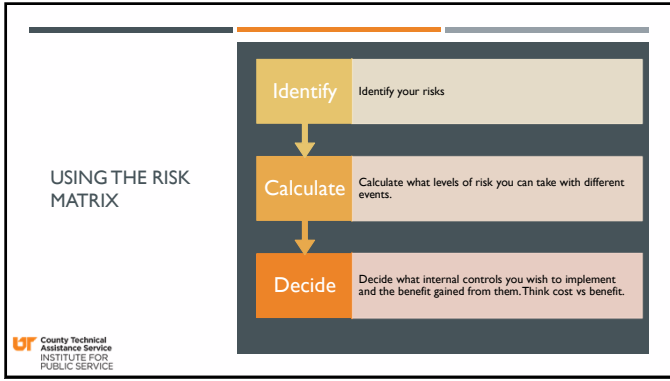 USING THE RISK
MATRIX
Identify
Identify your risks
Calculate
Calculate what levels of risk you can take with different
events.
Decide
Decide what internal controls you wish to implement
and the benefit gained from them. Think cost vs benefit.
UT County Technical
Assistance Service
INSTITUTE FOR
PUBLIC SERVICE